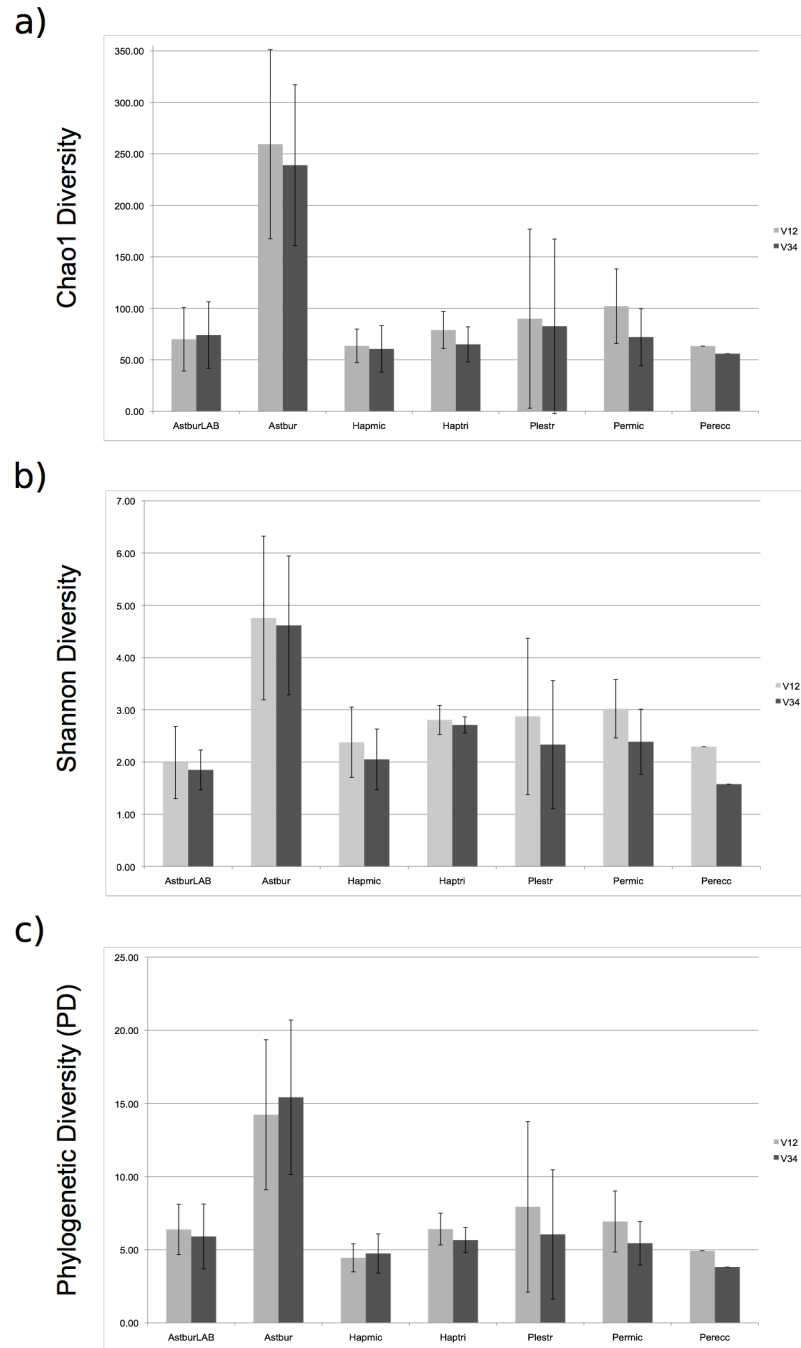 a)
Chao1 Diversity
350.00
300.00
250.00
200.00
150.00
100.00
50.00
0.00
AstburLAB Astbur Hapmic Haptri Plestr Permic Perecc
V12
V34
b)
Shannon Diversity
7.00
6.00
5.00
4.00
3.00
2.00
1.00
0.00
AstburLAB Astbur Hapmic Haptri Plestr Permic Perecc
V12
V34
c)
Phylogenetic Diversity (PD)
25.00
20.00
15.00
10.00
5.00
0.00
AstburLAB Astbur Hapmic Haptri Plestr Permic Perecc
V12
V34